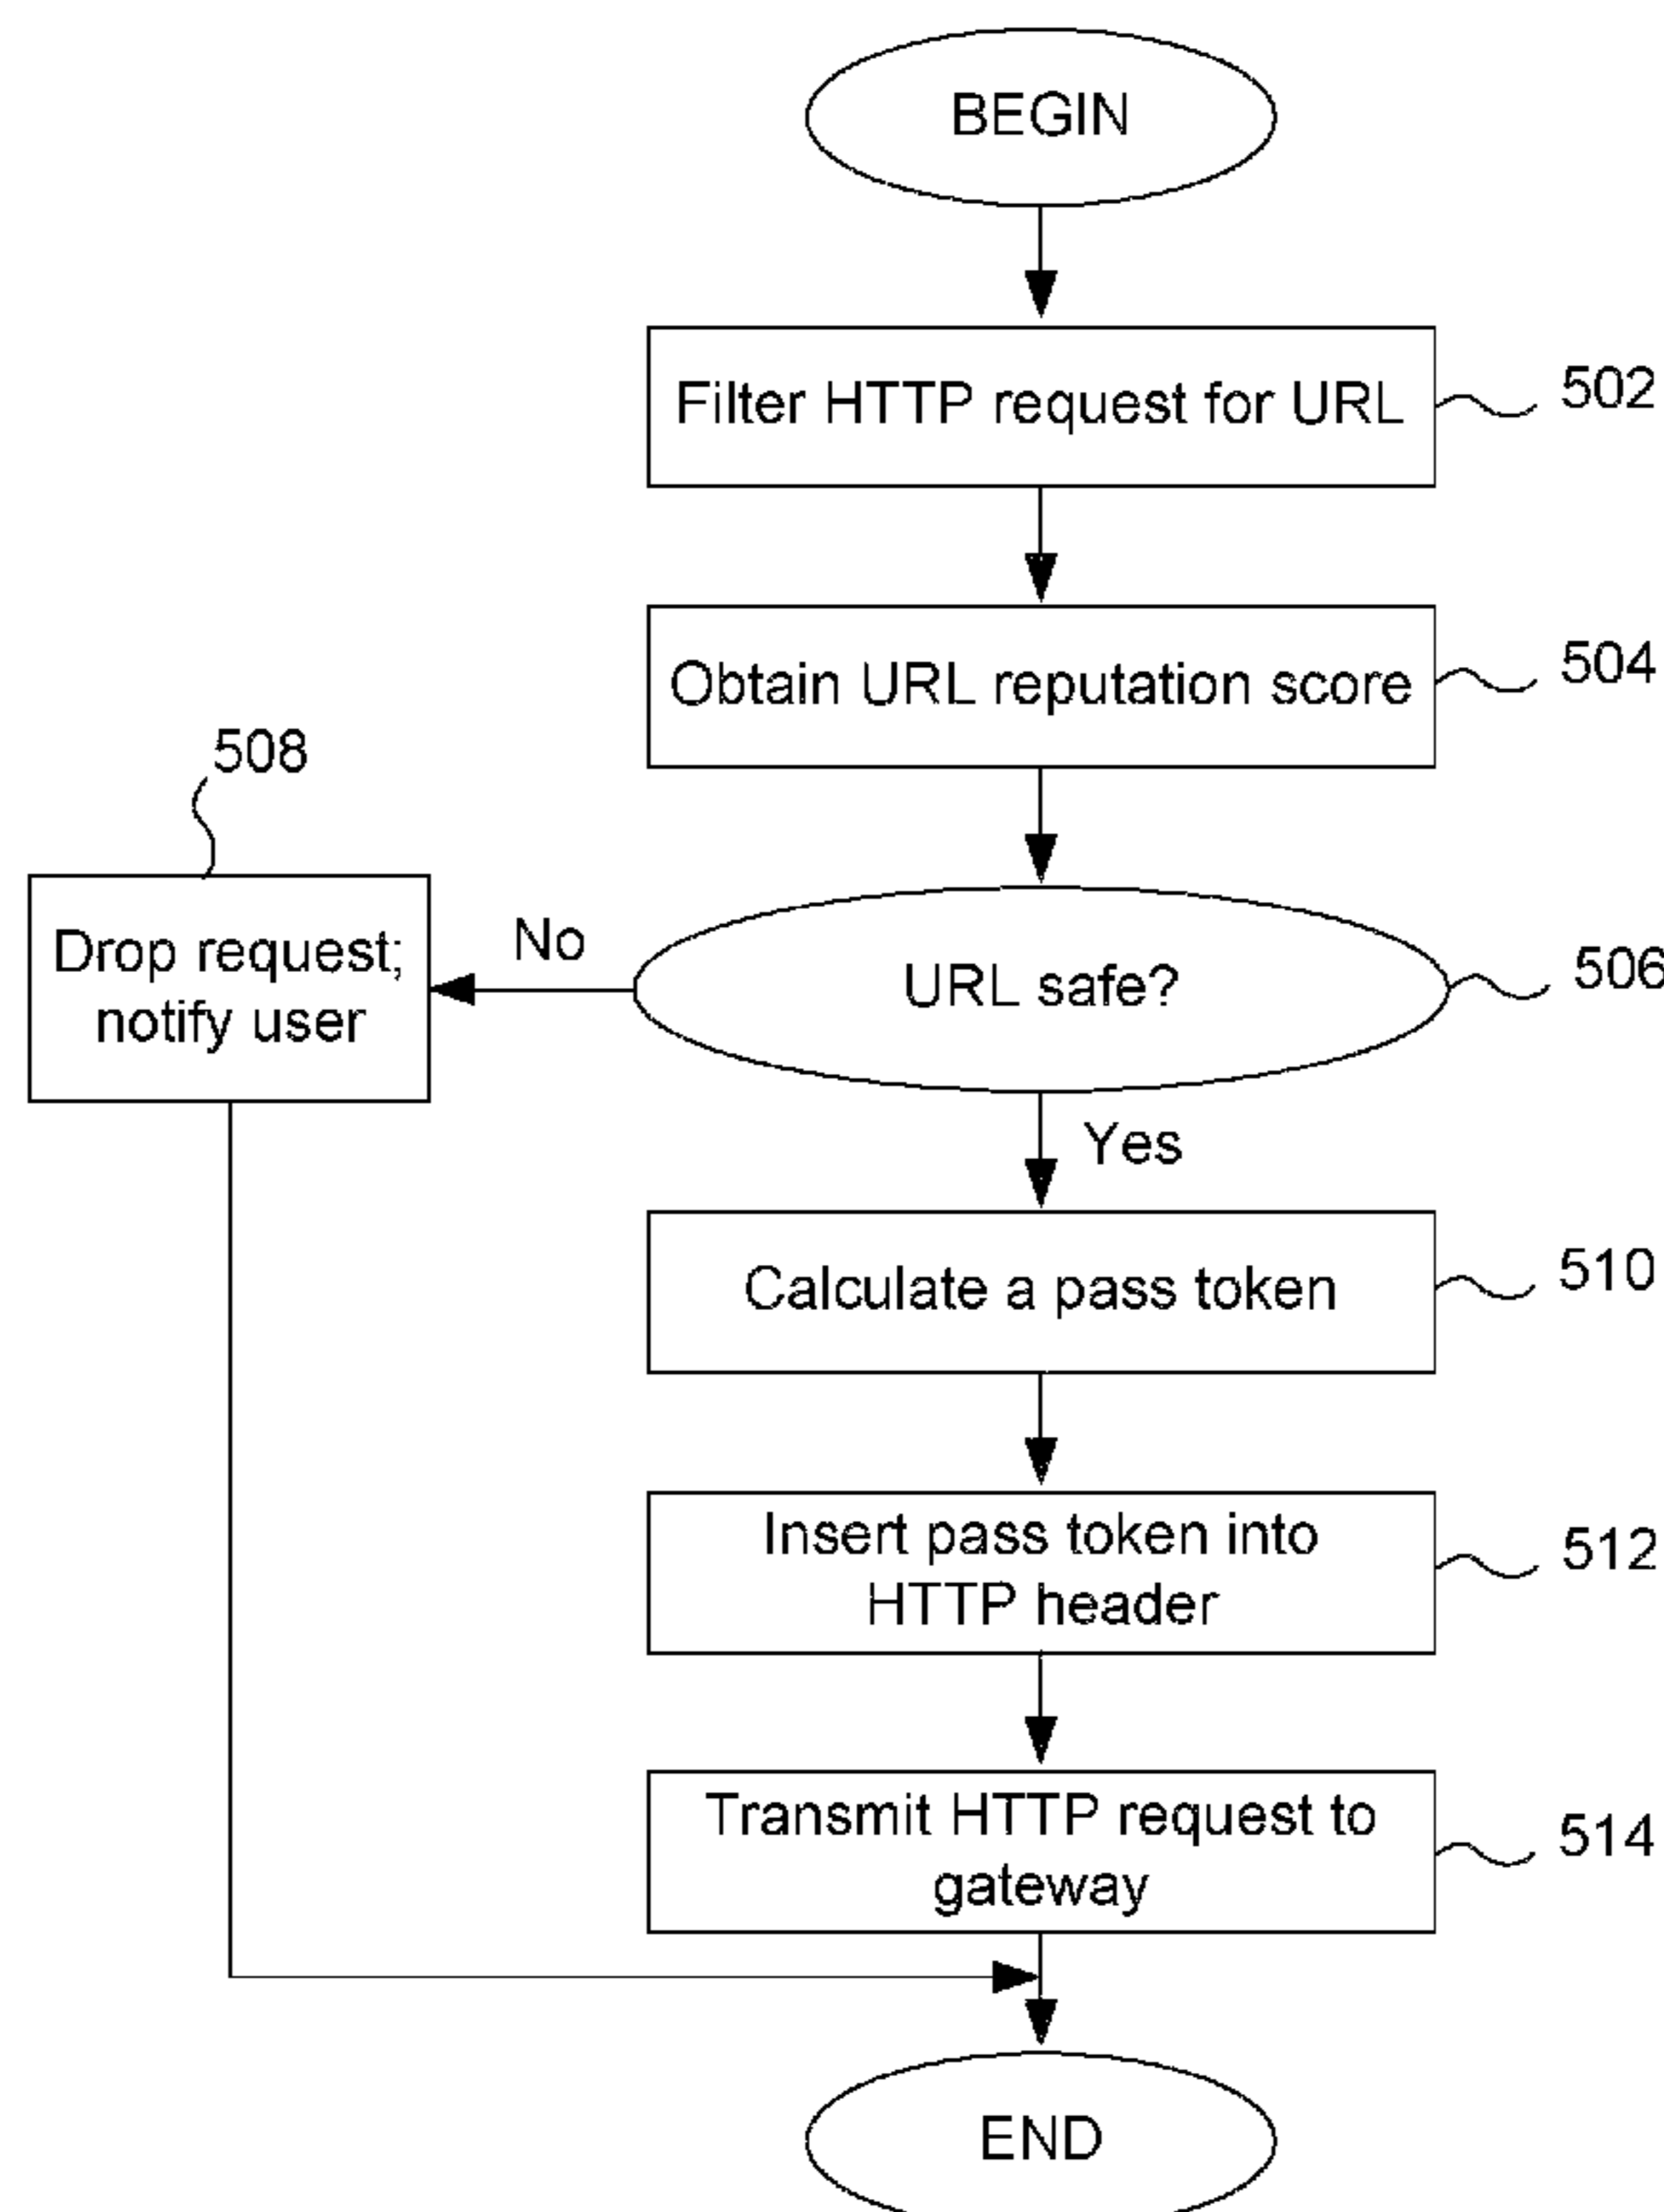 BEGIN
Filter HTTP request for URL
502
Obtain URL reputation score
504
508
Drop request;
notify user
No
URL safe?
506
Yes
Calculate a pass token
510
Insert pass token into
HTTP header
512
Transmit HTTP request to
gateway
514
END